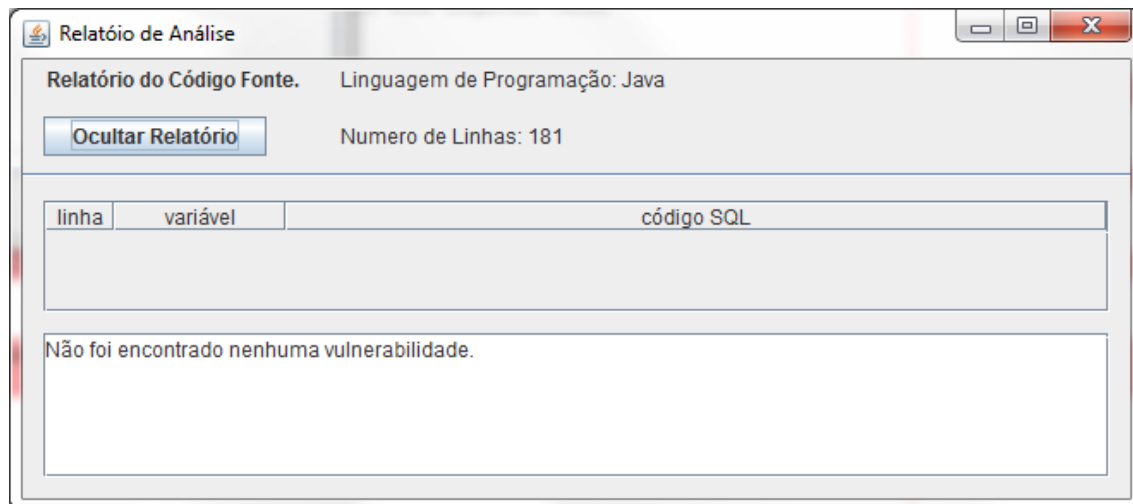 Relatóio de Análise
Relatório do Código Fonte. Linguagem de Programação: Java
Ocultar Relatório Numero de Linhas: 181
linha variável código SQL
Não foi encontrado nenhuma vulnerabilidade.